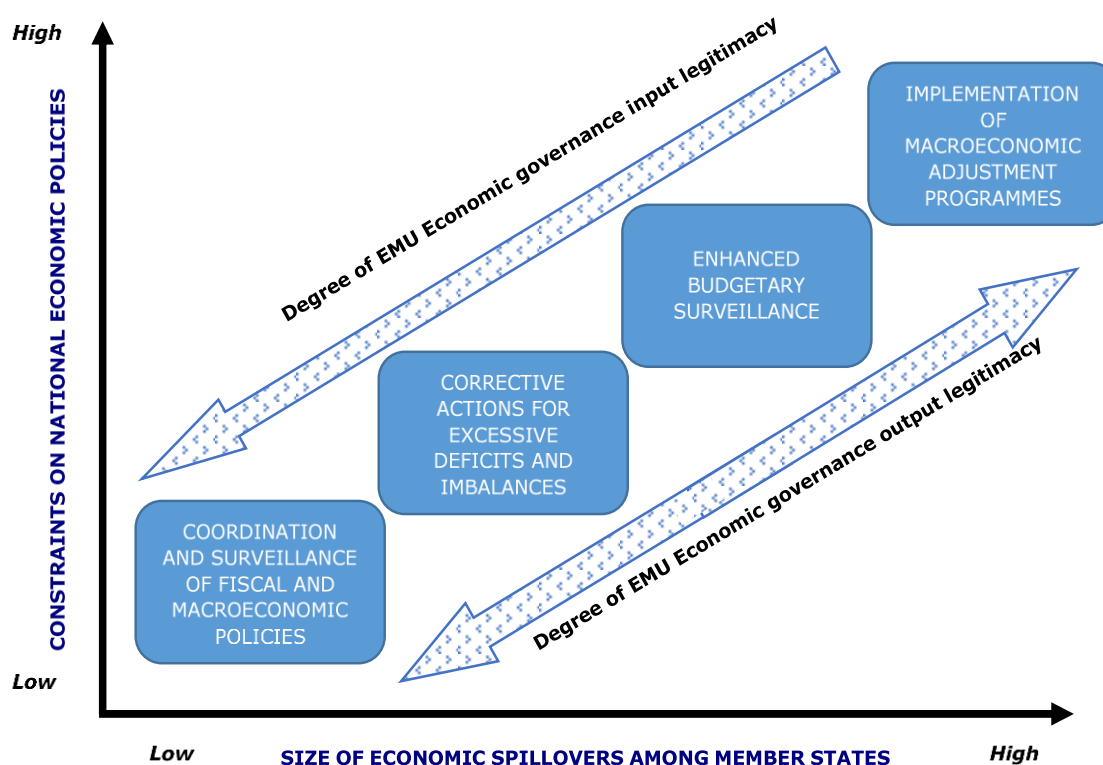 High
CONSTRAINTS ON NATIONAL ECONOMIC POLICIES
Degree of EMU Economic governance input legitimacy
IMPLEMENTATION
OF
MACROECONOMIC
ADJUSTMENT
PROGRAMMES
ENHANCED
BUDGETARY
SURVEILLANCE
CORRECTIVE
ACTIONS FOR
EXCESSIVE
DEFICITS AND
IMBALANCES
Degree of EMU Economic governance output legitimacy
COORDINATION
AND SURVEILLANCE
OF FISCAL AND
MACROECONOMIC
POLICIES
Low
Low
SIZE OF ECONOMIC SPILLOVERS AMONG MEMBER STATES
High